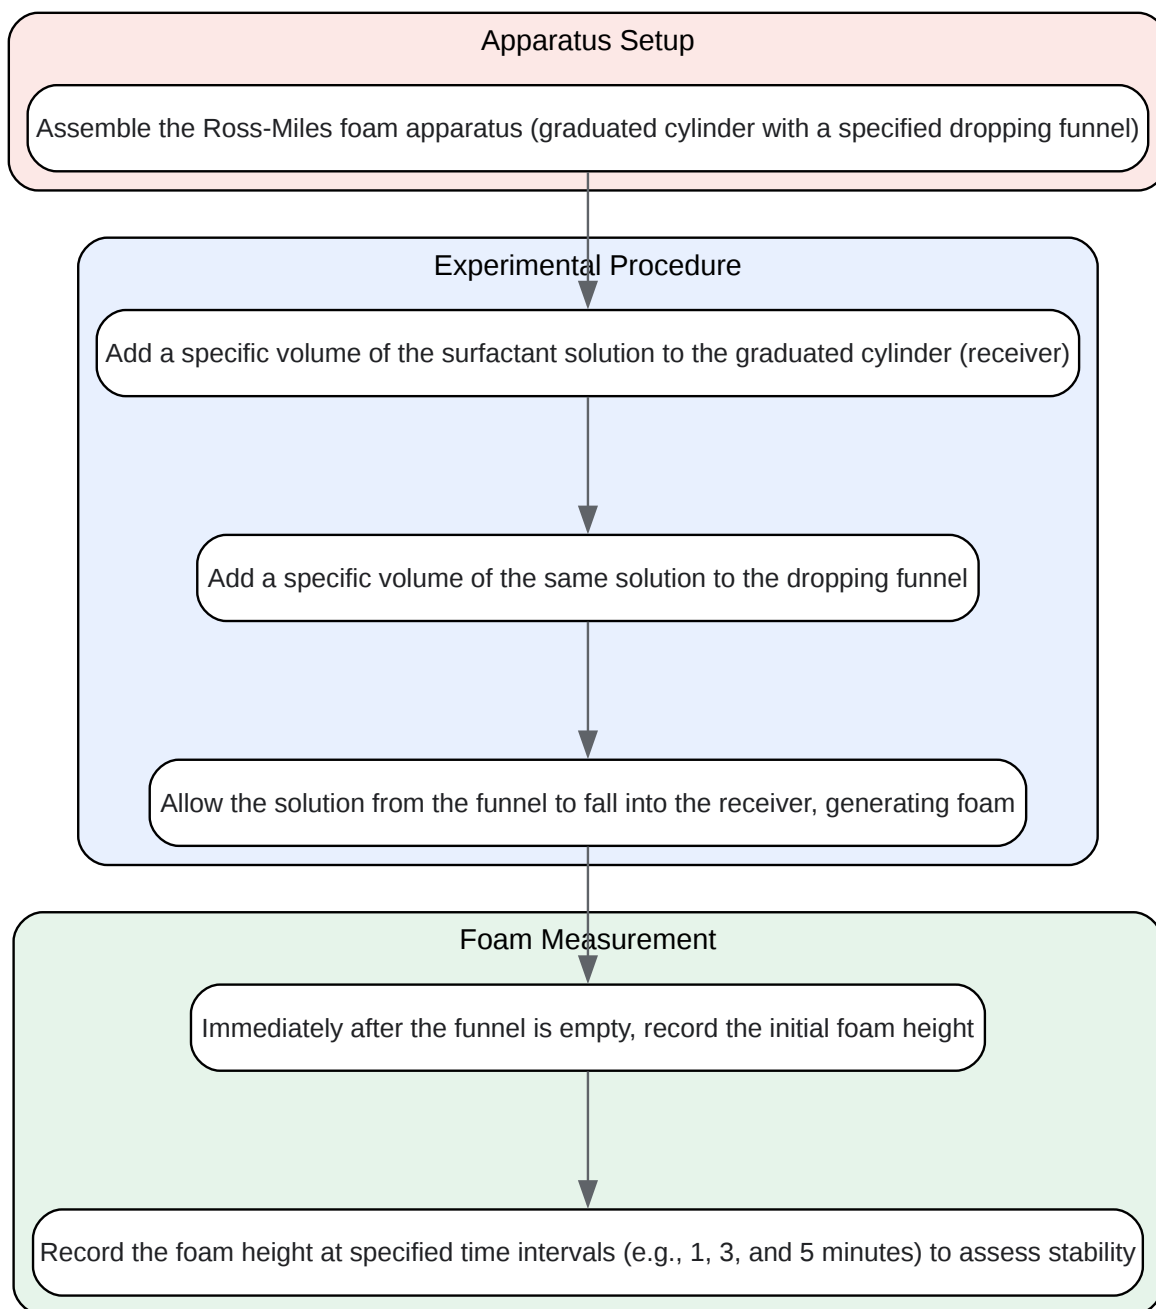 Apparatus Setup
Assemble the Ross-Miles foam apparatus (graduated cylinder with a specified dropping funnel)
Experimental Procedure
Add a specific volume of the surfactant solution to the graduated cylinder (receiver)
Add a specific volume of the same solution to the dropping funnel
Allow the solution from the funnel to fall into the receiver, generating foam
Foam Measurement
Immediately after the funnel is empty, record the initial foam height
Record the foam height at specified time intervals (e.g., 1, 3, and 5 minutes) to assess stability